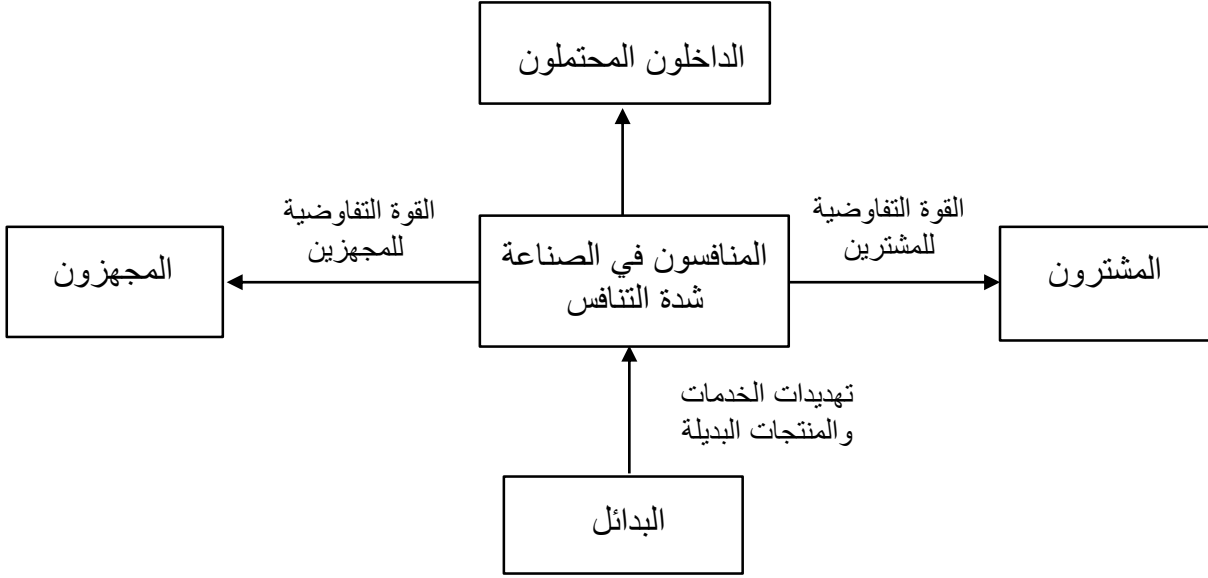 الداخلون المحتملون
القوة التفاوضية
للمشترين
القوة التفاوضية
للمجهزين
المشترون
المنافسون في الصناعة
شدة التنافس
المجهزون
تهديدات الخدمات
والمنتجات البديلة
البدائل